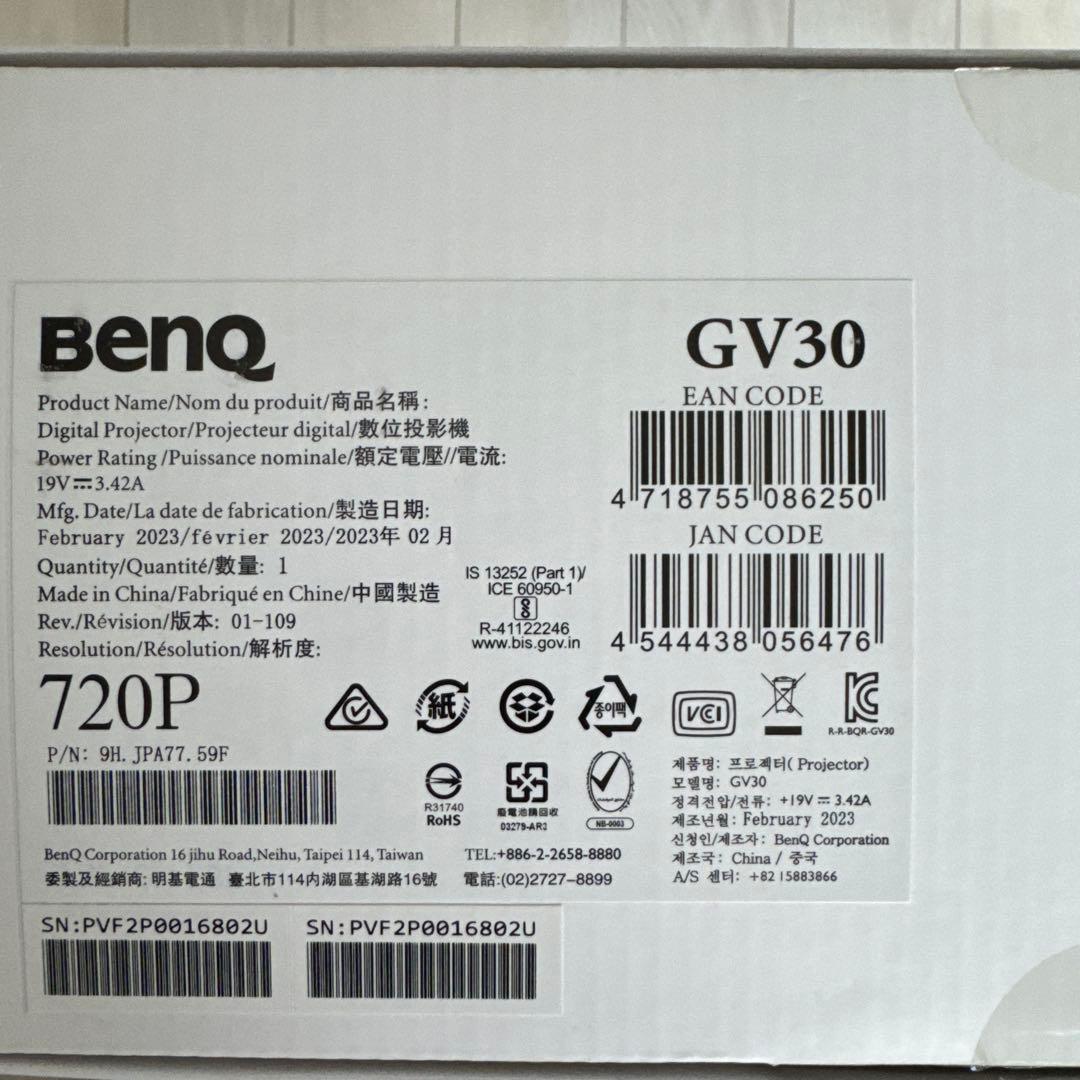 BenQ
GV30
Product Name/Nom du produit/商品名稱:
Digital Projector/Projecteur digital/數位投影機
Power Rating /Puissance nominale/額定電壓//電流:
19V⎓3.42A
Mfg. Date/La date de fabrication/製造日期:
February 2023/février 2023/2023年 02月
Quantity/Quantité/數量: 1
Made in China/Fabriqué en Chine/中國製造
Rev./Révision/版本: 01-109
Resolution/Résolution/解析度:
720P
P/N: 9H.JPA77.59F
EAN CODE
4 718755 086250
JAN CODE
4 544438 056476
IS 13252 (Part 1)/
ICE 60950-1
R-41122246
www.bis.gov.in
紙
종이팩
VCI
R-R-BQR-GV30
R31740
RoHS
廢電池請回收
03279-AR3
NB-0003
제품명: 프로젝터( Projector)
모델명: GV30
정격전압/전류: +19V⎓3.42A
제조년월: February 2023
신청인/제조자: BenQ Corporation
제조국: China / 중국
A/S 센터: +82 15883866
BenQ Corporation 16 jihu Road,Neihu, Taipei 114, Taiwan
TEL:+886-2-2658-8880
委製及經銷商: 明基電通 臺北市114內湖區基湖路16號
電話:(02)2727-8899
SN:PVF2P0016802U
SN:PVF2P0016802U